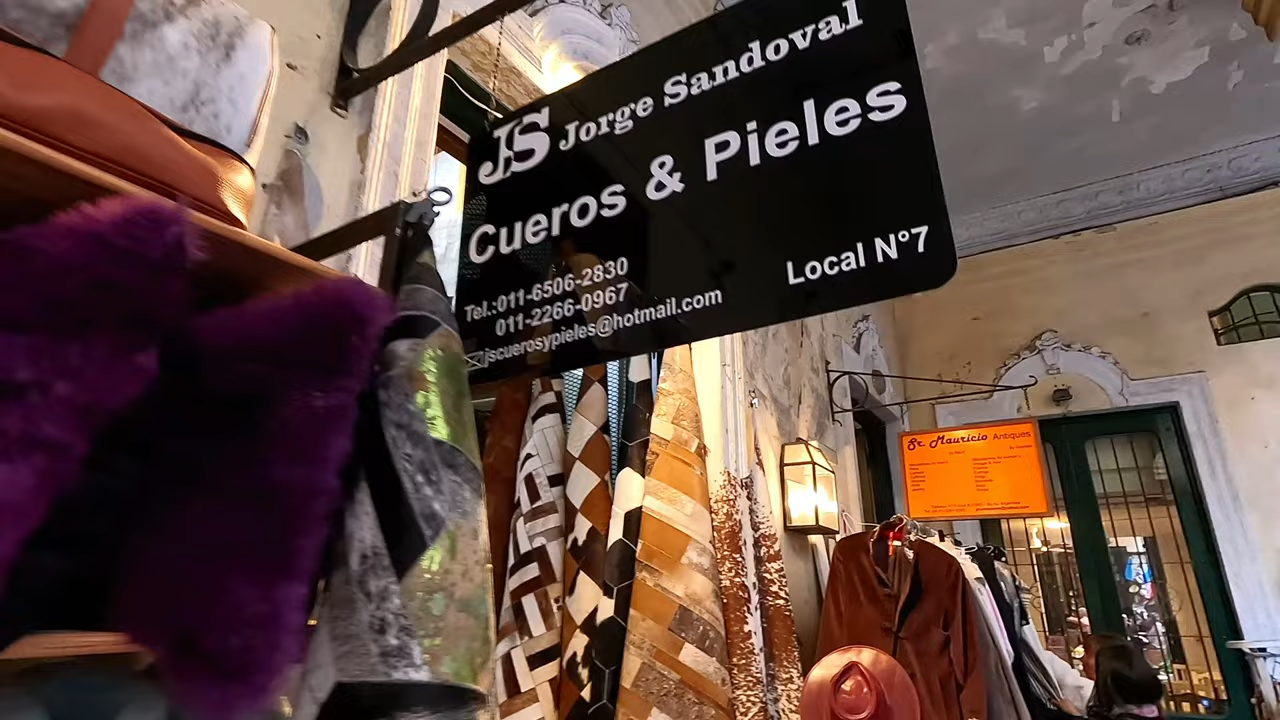 JS Jorge Sandoval
Cueros & Pieles
Local N°7
Tel.:011-6506-2830
011-2266-0967
jscuerosypieles@hotmail.com
Sr. Mauricio Antiques